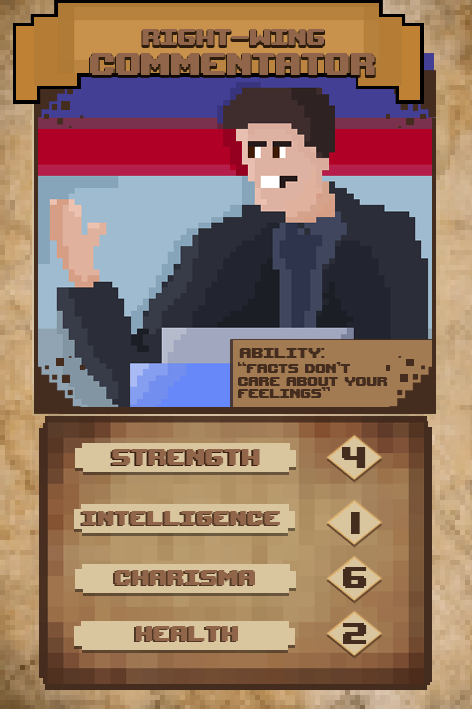 RIGHT-WING
COMMENTATOR
ABILITY:
"FACTS DON'T
CARE ABOUT YOUR
FEELINGS"
STRENGTH 4
INTELLIGENCE 1
CHARISMA 6
HEALTH 2